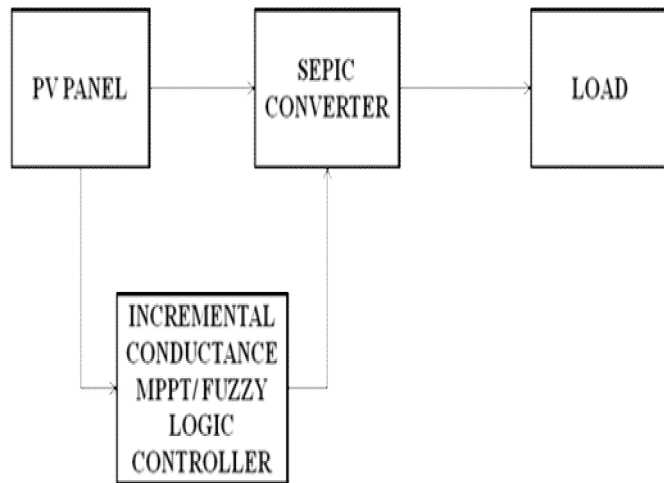 PV PANEL
SEPIC
CONVERTER
LOAD
INCREMENTAL
CONDUCTANCE
MPPT/ FUZZY
LOGIC
CONTROLLER